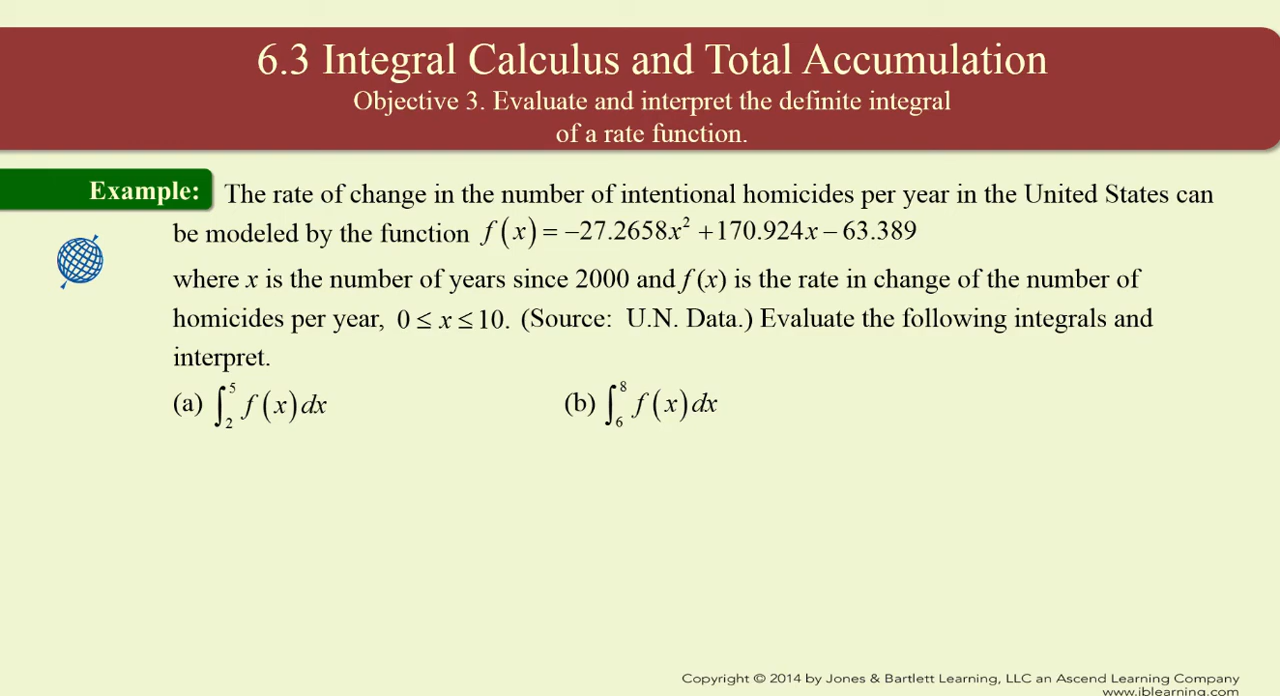 6.3 Integral Calculus and Total Accumulation
Objective 3. Evaluate and interpret the definite integral
of a rate function.
Example: The rate of change in the number of intentional homicides per year in the United States can
be modeled by the function f(x) = −27.2658x² + 170.924x − 63.389
where x is the number of years since 2000 and f(x) is the rate in change of the number of
homicides per year, 0 ≤ x ≤ 10. (Source: U.N. Data.) Evaluate the following integrals and
interpret.
(a) ∫₂⁵ f(x)dx (b) ∫₆⁸ f(x)dx
Copyright © 2014 by Jones & Bartlett Learning, LLC an Ascend Learning Company
www.jblearning.com